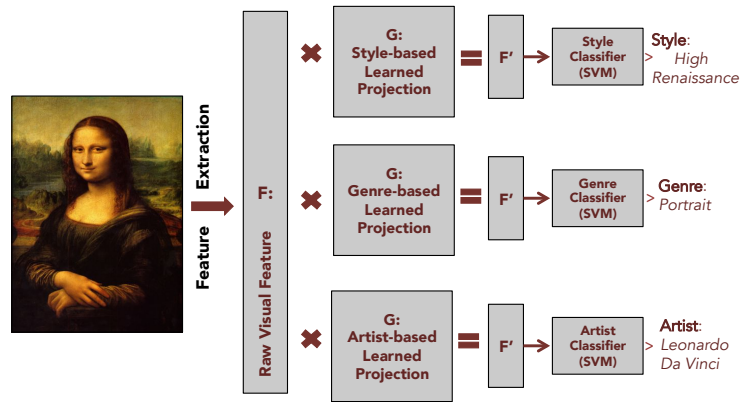 Feature Extraction
F:
Raw Visual Feature
G:
Style-based
Learned
Projection
F’
Style
Classifier
(SVM)
Style:
High
Renaissance
G:
Genre-based
Learned
Projection
F’
Genre
Classifier
(SVM)
Genre:
Portrait
G:
Artist-based
Learned
Projection
F’
Artist
Classifier
(SVM)
Artist:
Leonardo
Da Vinci